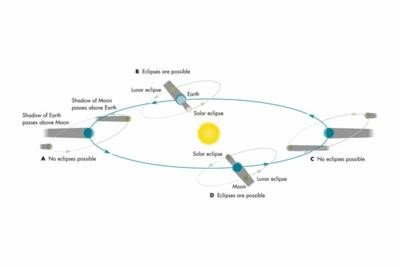 B Eclipses are possible
Lunar eclipse
Earth
Solar eclipse
Shadow of Moon
passes above Earth
Shadow of Earth
passes above Moon
A No eclipses possible
C No eclipses possible
Solar eclipse
Lunar eclipse
Moon
D Eclipses are possible